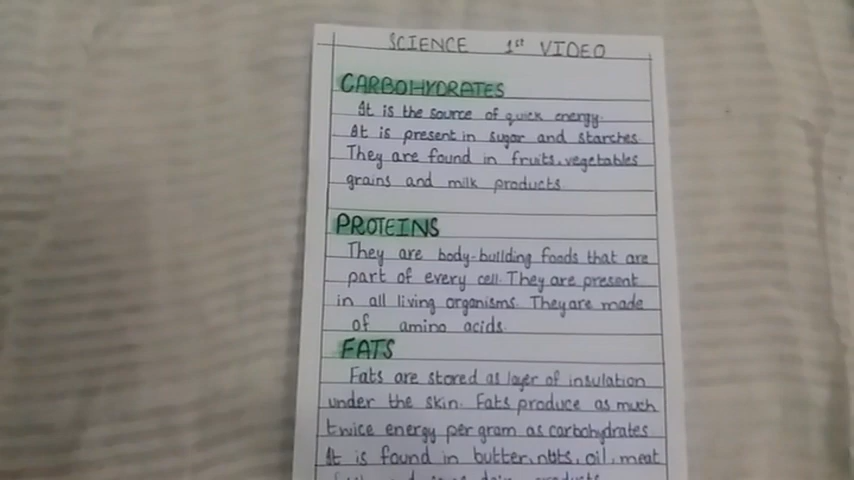 SCIENCE 1st VIDEO
CARBOHYDRATES
It is the source of quick energy.
It is present in sugar and starches
They are found in fruits, vegetables
grains and milk products.
PROTEINS
They are body-building foods that are
part of every cell. They are present
in all living organisms. They are made
of amino acids.
FATS
Fats are stored as layer of insulation
under the skin. Fats produce as much
twice energy per gram as carbohydrates
It is found in butter, nuts, oil, meat
products